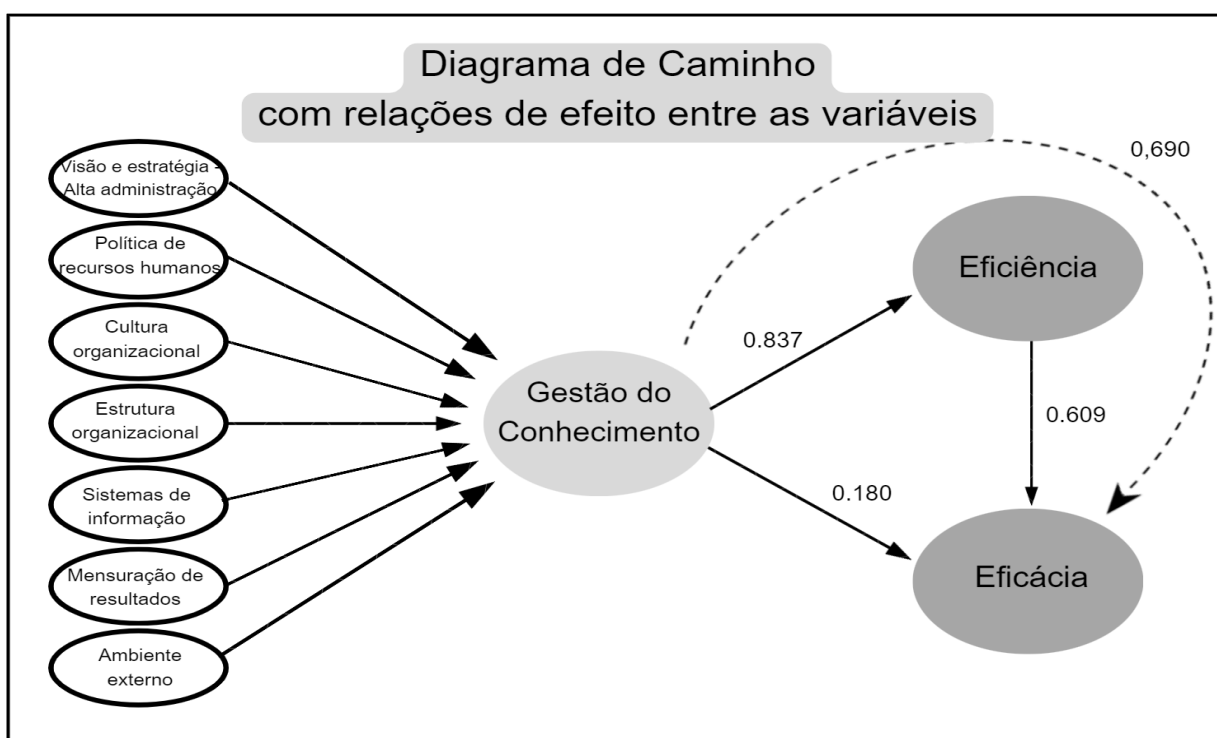 Diagrama de Caminho
com relações de efeito entre as variáveis
Visão e estratégia -
Alta administração
Política de
recursos humanos
Cultura
organizacional
Estrutura
organizacional
Sistemas de
informação
Mensuração de
resultados
Ambiente
externo
Gestão do
Conhecimento
0,690
Eficiência
0.837
0.609
0.180
Eficácia